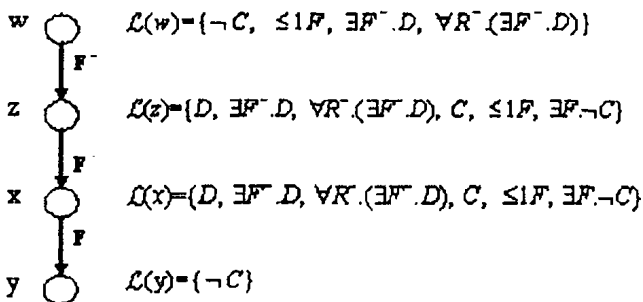 w ℒ(w)={¬C, ≤1F, ∃F⁻.D, ∀R⁻.(∃F⁻.D)}
F⁻
z ℒ(z)={D, ∃F⁻.D, ∀R⁻.(∃F⁻.D), C, ≤1F, ∃F.¬C}
F⁻
x ℒ(x)={D, ∃F⁻.D, ∀R⁻.(∃F⁻.D), C, ≤1F, ∃F.¬C}
F
y ℒ(y)={¬C}